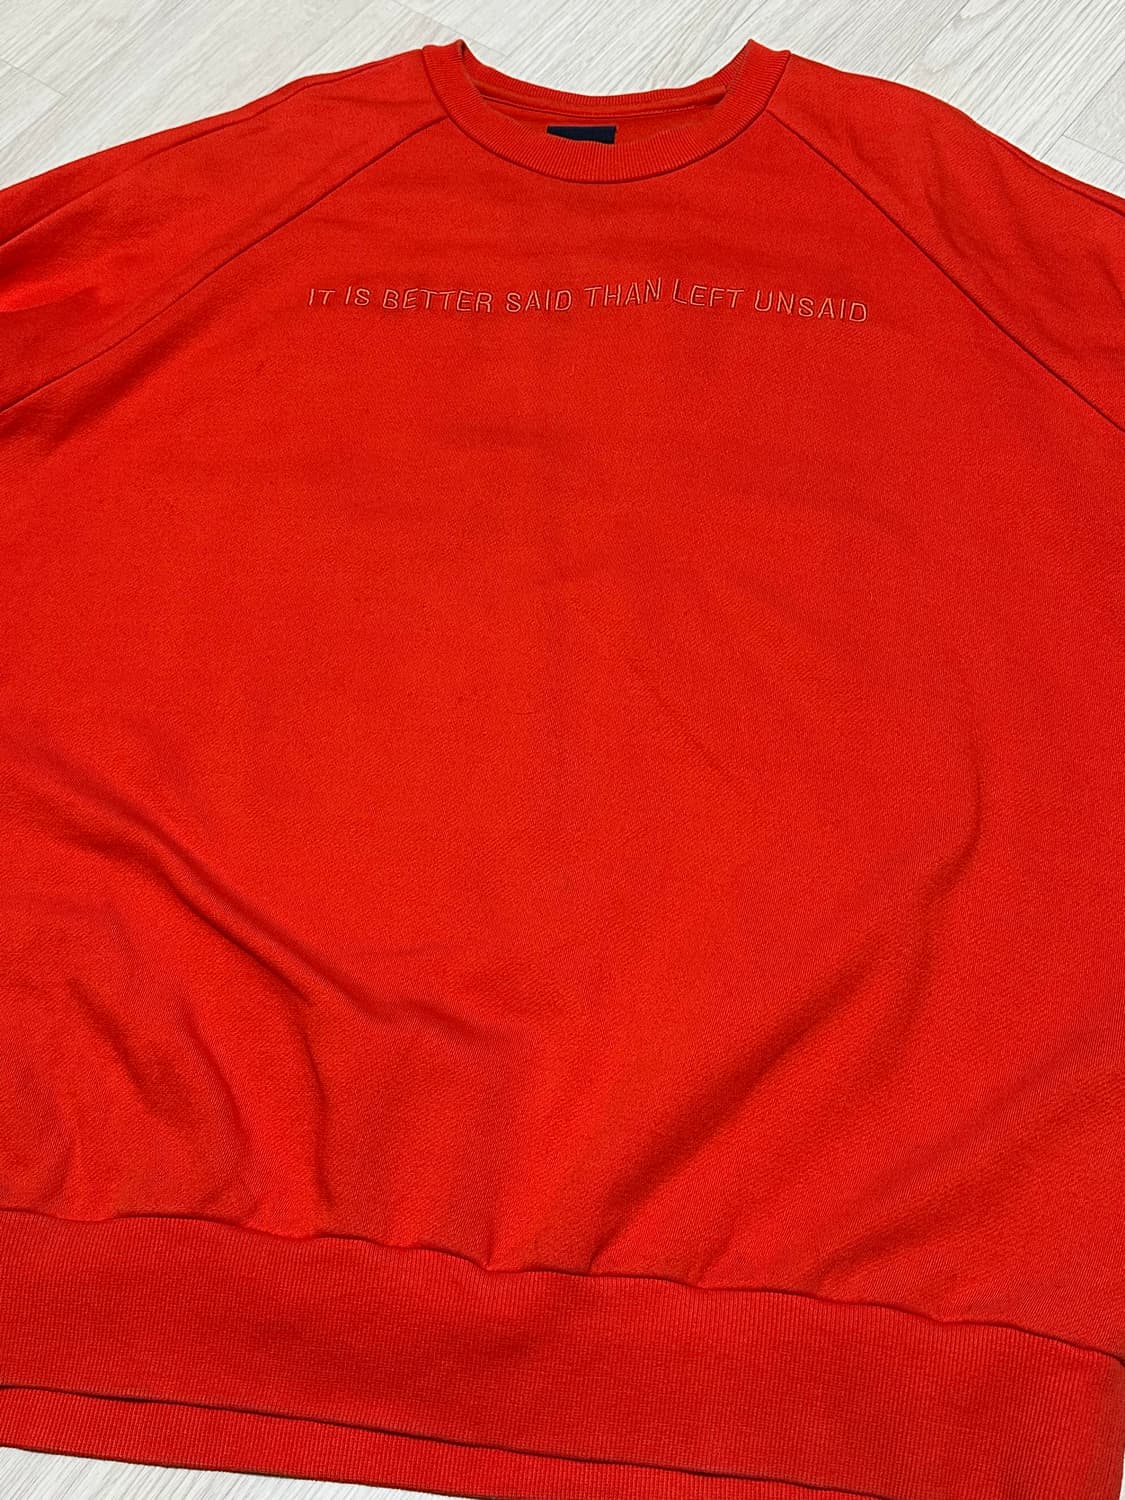 IT IS BETTER SAID THAN LEFT UNSAID